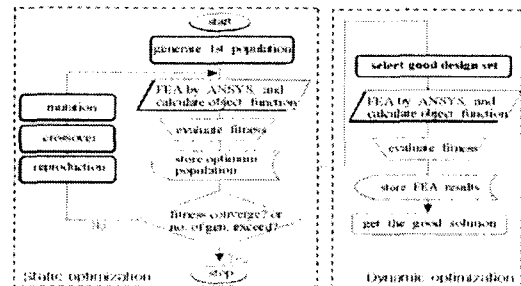 start
generate 1st population
FEA by ANSYS, and
calculate object function
evaluate fitness
store optimum
population
fitness converge? or
no. of gen. exceed?
stop
mutation
crossover
reproduction
Static optimization
select good design set
FEA by ANSYS, and
calculate object function
evaluate fitness
store FEA results
get the good solution
Dynamic optimization